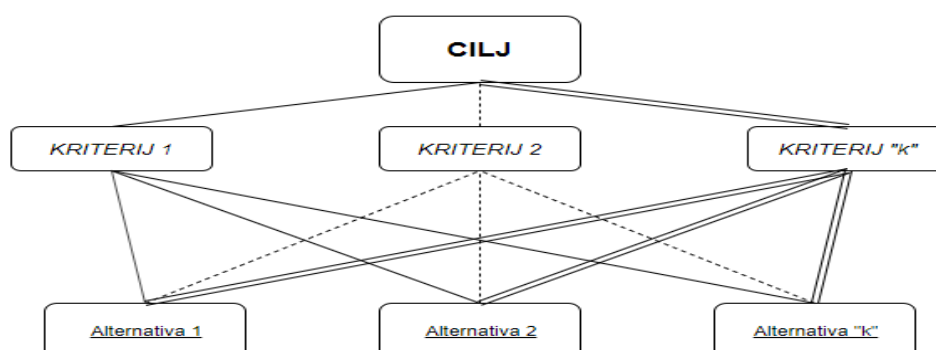 CILJ
KRITERIJ 1
KRITERIJ 2
KRITERIJ "k"
Alternativa 1
Alternativa 2
Alternativa "k"